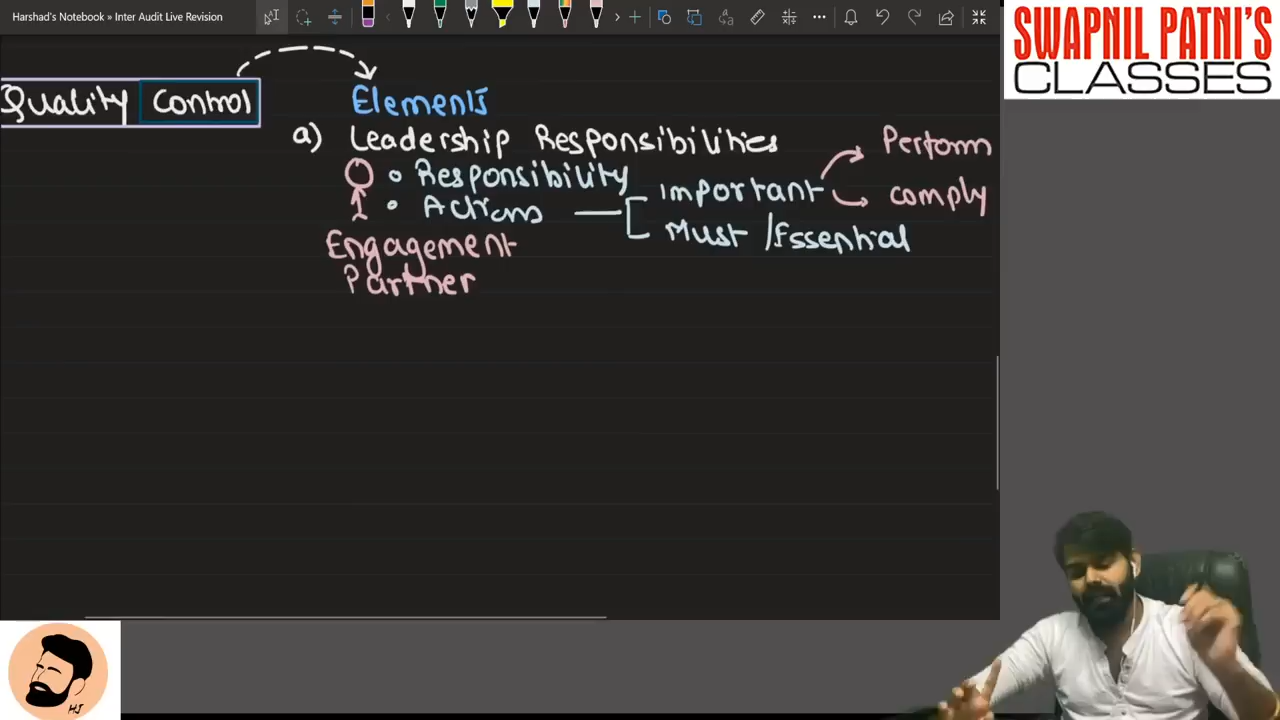 Harshad's Notebook » Inter Audit Live Revision
SWAPNIL PATNI'S
CLASSES
Quality Control
Elements
a) Leadership Responsibilities
Responsibility
Actions
Important
Must / Essential
Perform
comply
Engagement
Partner
HJ